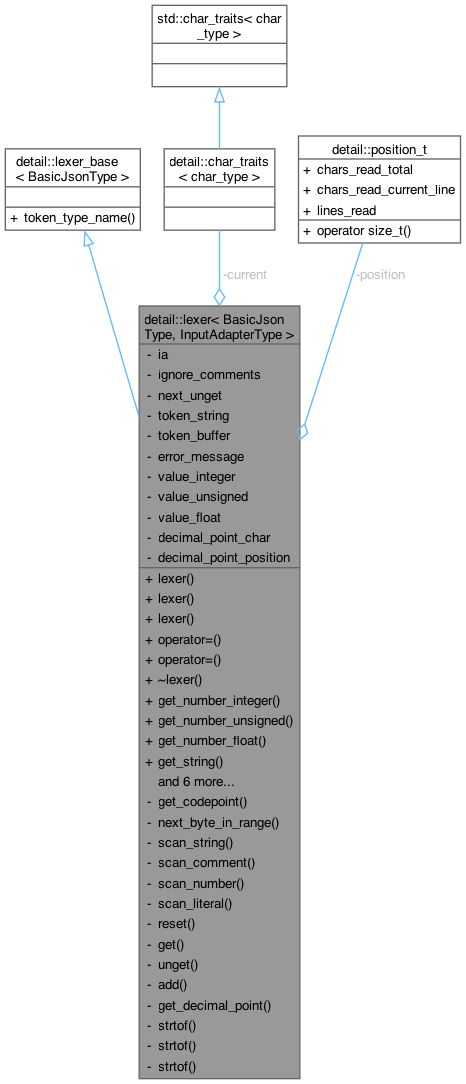 std::char_traits< char
_type >
detail::lexer_base
< BasicJsonType >
+ token_type_name()
detail::char_traits
< char_type >
detail::position_t
+ chars_read_total
+ chars_read_current_line
+ lines_read
+ operator size_t()
-current
-position
detail::lexer< BasicJson
Type, InputAdapterType >
- ia
- ignore_comments
- next_unget
- token_string
- token_buffer
- error_message
- value_integer
- value_unsigned
- value_float
- decimal_point_char
- decimal_point_position
+ lexer()
+ lexer()
+ lexer()
+ operator=()
+ operator=()
+ ~lexer()
+ get_number_integer()
+ get_number_unsigned()
+ get_number_float()
+ get_string()
and 6 more...
- get_codepoint()
- next_byte_in_range()
- scan_string()
- scan_comment()
- scan_number()
- scan_literal()
- reset()
- get()
- unget()
- add()
- get_decimal_point()
- strtof()
- strtof()
- strtof()